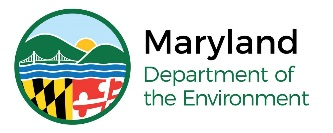 Maryland
Department of
the Environment